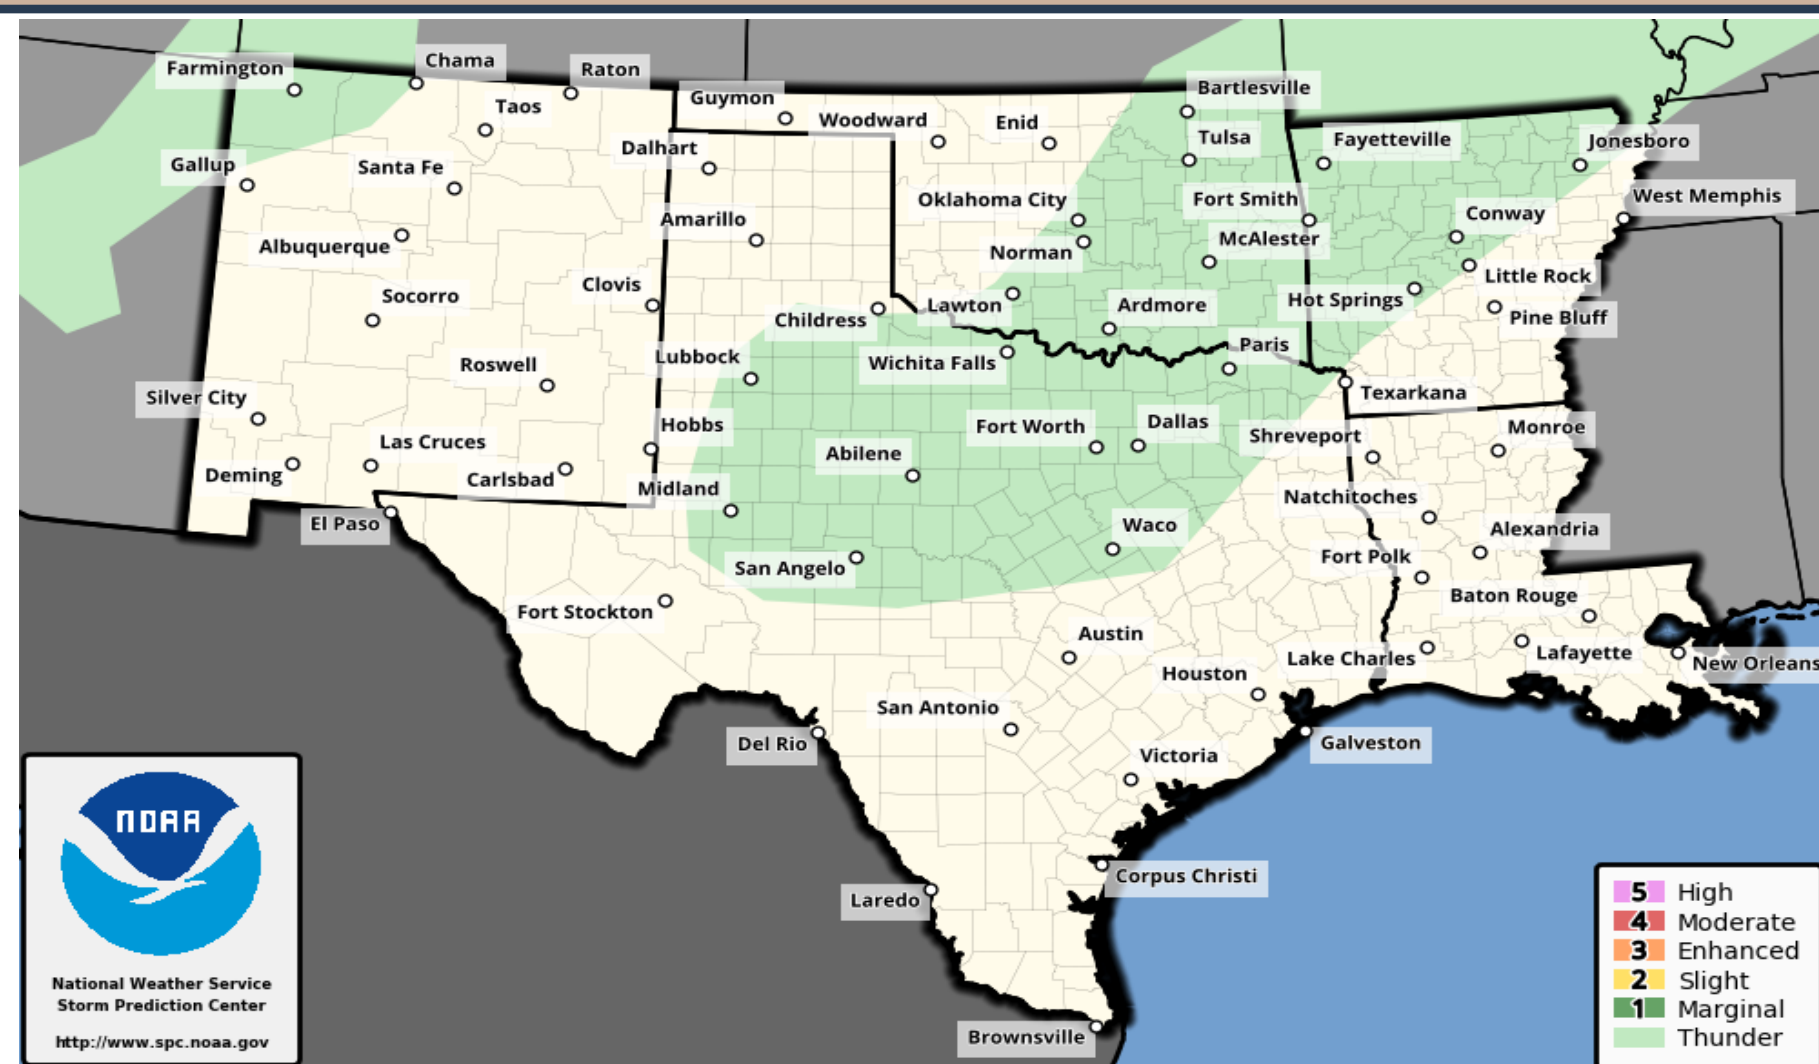 Farmington
Chama
Raton
Taos
Guymon
Woodward
Enid
Bartlesville
Tulsa
Fayetteville
Jonesboro
Gallup
Santa Fe
Dalhart
Oklahoma City
Fort Smith
Conway
West Memphis
Albuquerque
Amarillo
Norman
McAlester
Little Rock
Socorro
Clovis
Childress
Lawton
Ardmore
Hot Springs
Pine Bluff
Roswell
Lubbock
Wichita Falls
Paris
Silver City
Texarkana
Las Cruces
Hobbs
Fort Worth
Dallas
Shreveport
Monroe
Deming
Carlsbad
Midland
Abilene
Natchitoches
El Paso
Waco
Alexandria
San Angelo
Fort Polk
Fort Stockton
Baton Rouge
Austin
Lake Charles
Lafayette
New Orleans
Houston
San Antonio
Del Rio
Galveston
Victoria
Corpus Christi
Laredo
Brownsville
NOAA
National Weather Service
Storm Prediction Center
http://www.spc.noaa.gov
5 High
4 Moderate
3 Enhanced
2 Slight
1 Marginal
Thunder